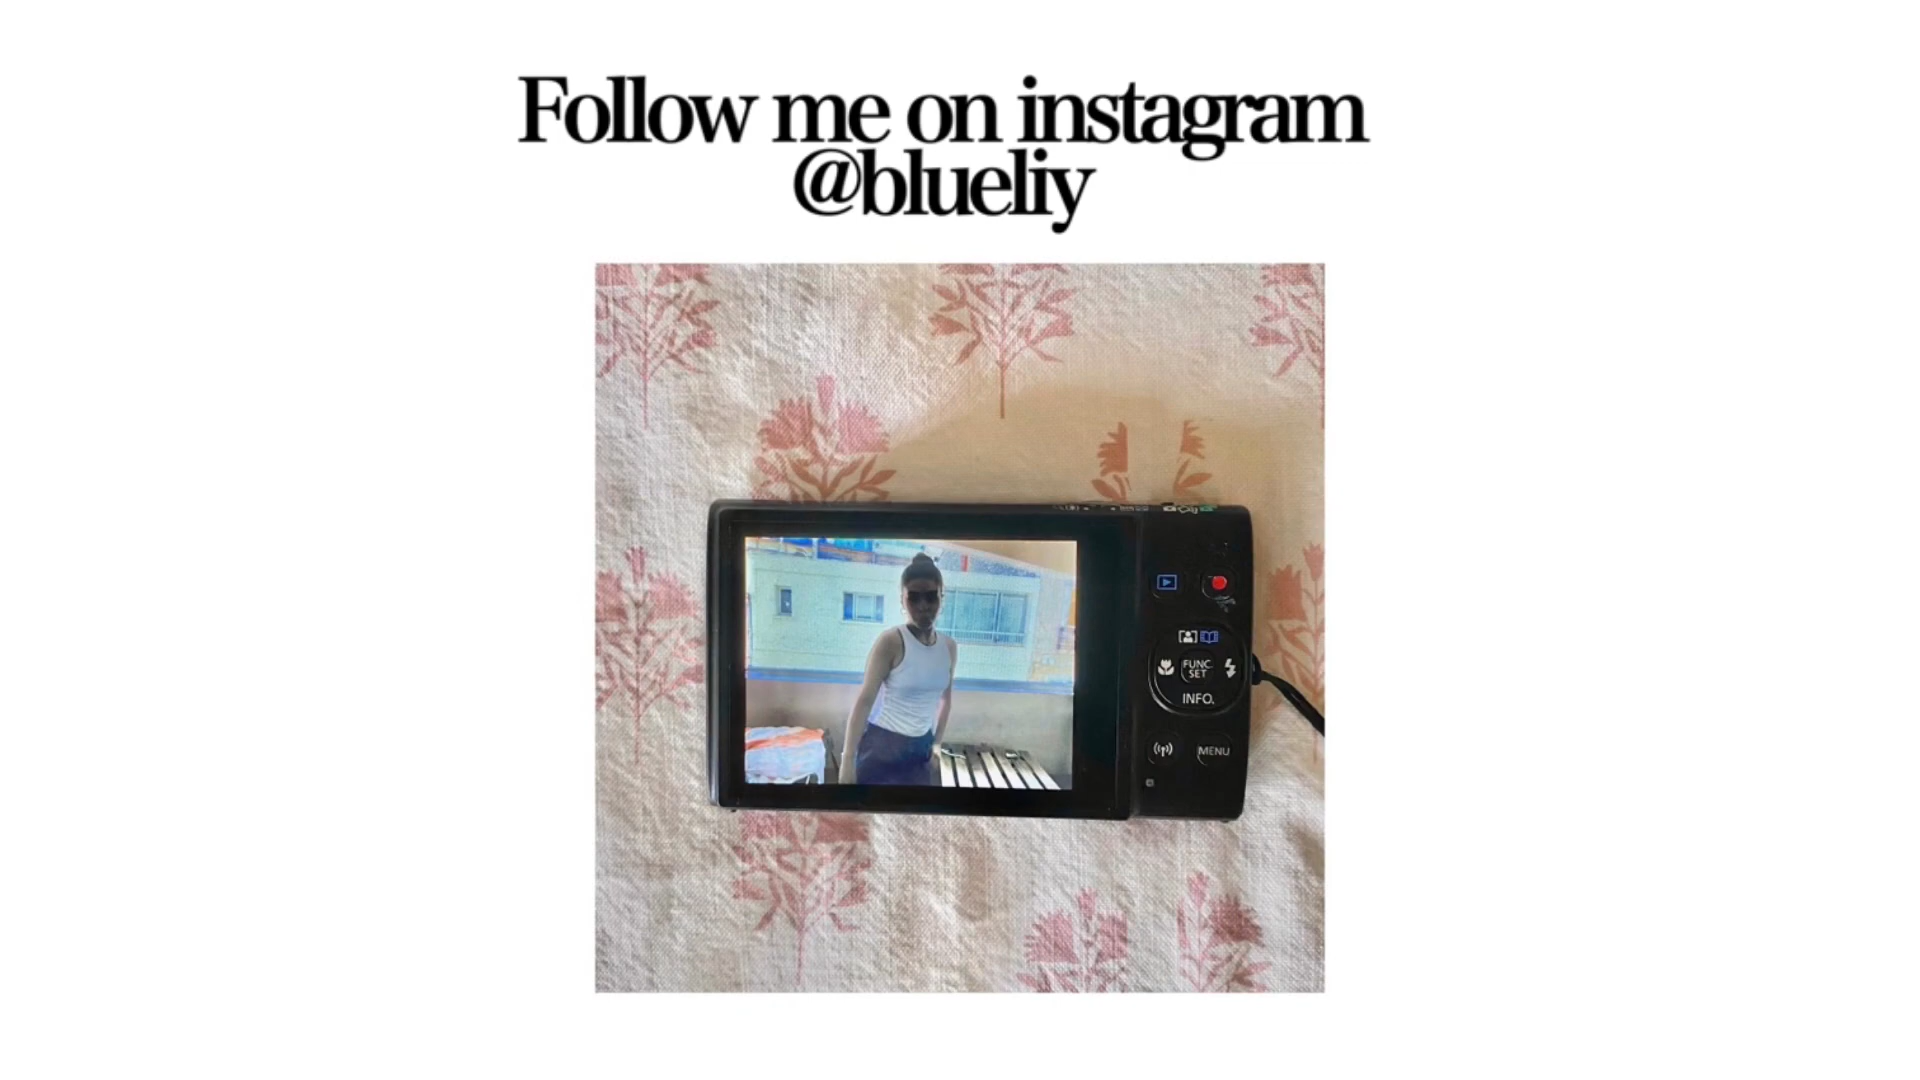 Follow me on instagram
@blueliy
FUNC.
SET
INFO.
MENU